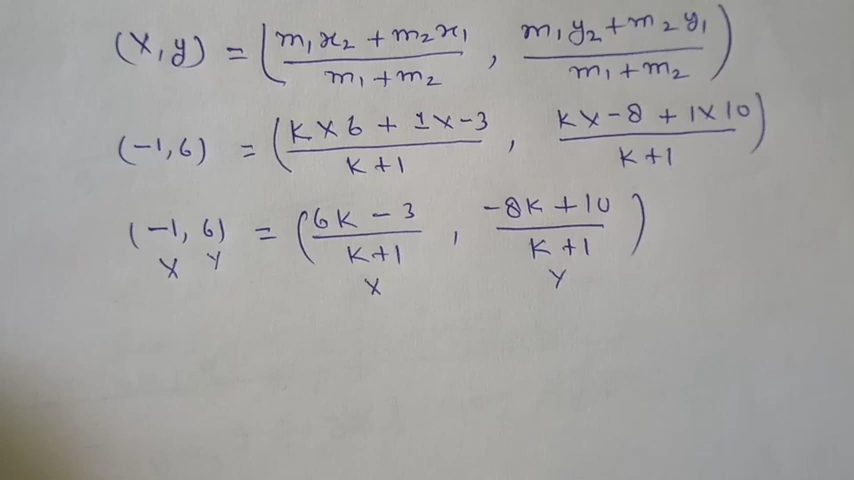 (x,y) = (m₁x₂ + m₂x₁ / m₁ + m₂ , m₁y₂ + m₂y₁ / m₁ + m₂)
(-1,6) = (K×6 + 1×-3 / K+1 , K×-8 + 1×10 / K+1)
(-1,6) = (6K - 3 / K+1 , -8K + 10 / K+1)
X Y X Y